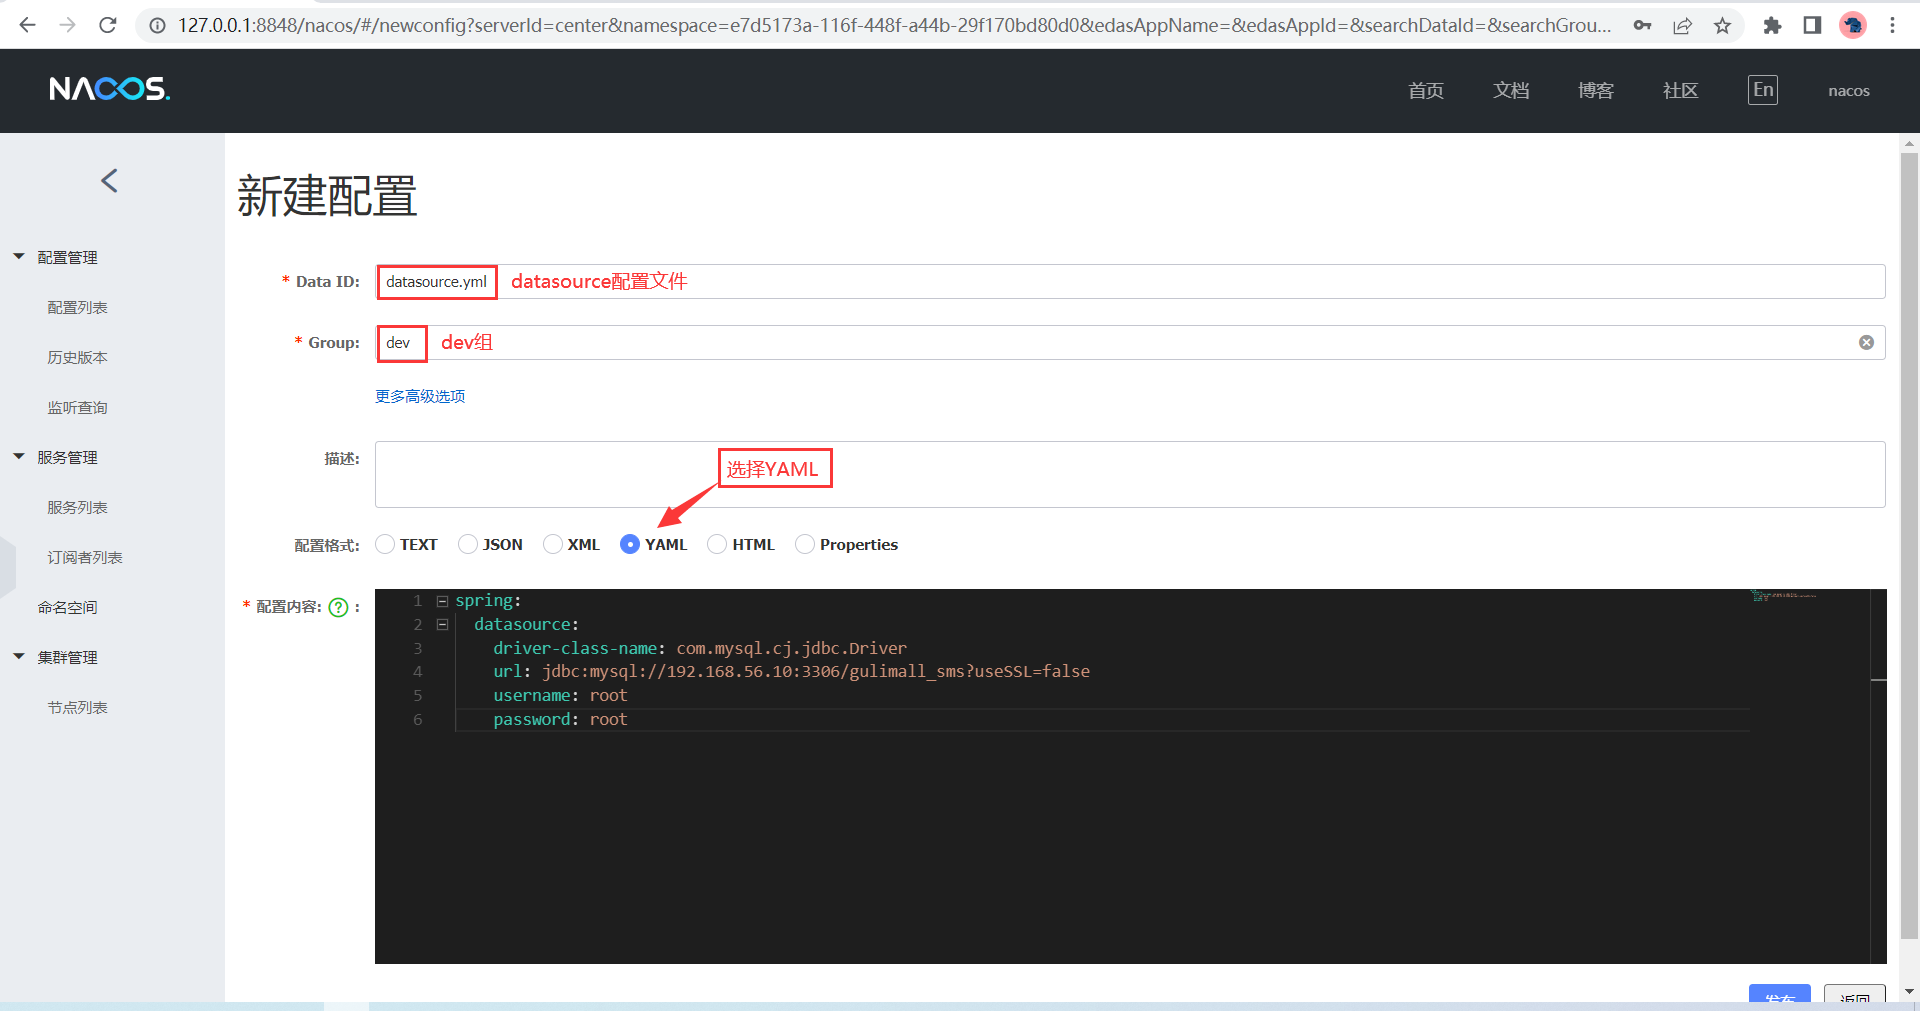 127.0.0.1:8848/nacos/#/newconfig?serverId=center&namespace=e7d5173a-116f-448f-a44b-29f170bd80d0&edasAppName=&edasAppId=&searchDataId=&searchGrou...
NACOS.
首页
文档
博客
社区
En
nacos
新建配置
配置管理
配置列表
历史版本
监听查询
服务管理
服务列表
订阅者列表
命名空间
集群管理
节点列表
* Data ID: datasource.yml datasource配置文件
* Group: dev dev组
更多高级选项
描述:
选择YAML
配置格式: TEXT JSON XML YAML HTML Properties
* 配置内容: ? :
1 spring:
2 datasource:
3 driver-class-name: com.mysql.cj.jdbc.Driver
4 url: jdbc:mysql://192.168.56.10:3306/gulimall_sms?useSSL=false
5 username: root
6 password: root
发布
返回